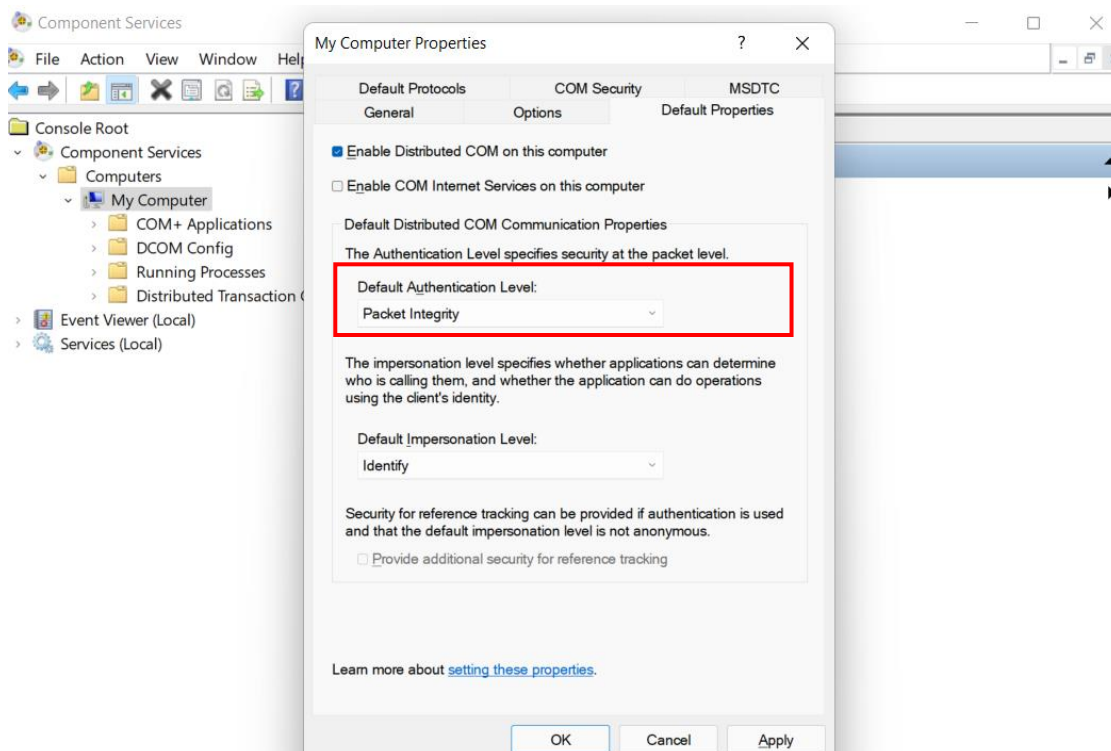 Component Services
File Action View Window Help
Console Root
Component Services
Computers
My Computer
COM+ Applications
DCOM Config
Running Processes
Distributed Transaction
Event Viewer (Local)
Services (Local)
My Computer Properties
?
Default Protocols COM Security MSDTC
General Options Default Properties
Enable Distributed COM on this computer
Enable COM Internet Services on this computer
Default Distributed COM Communication Properties
The Authentication Level specifies security at the packet level.
Default Authentication Level:
Packet Integrity
The impersonation level specifies whether applications can determine
who is calling them, and whether the application can do operations
using the client's identity.
Default Impersonation Level:
Identify
Security for reference tracking can be provided if authentication is used
and that the default impersonation level is not anonymous.
Provide additional security for reference tracking
Learn more about setting these properties.
OK Cancel Apply